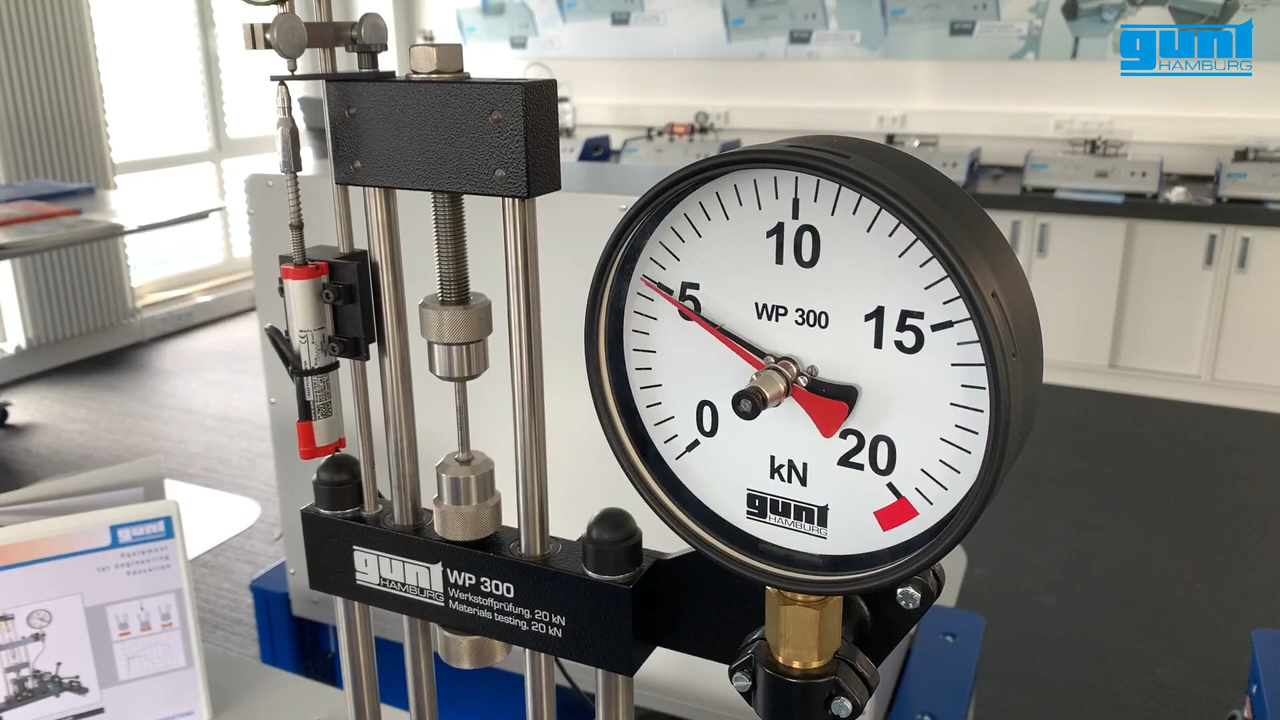 gunt
HAMBURG
10
5
WP 300
15
0
20
kN
gunt
HAMBURG
gunt
HAMBURG
WP 300
Werkstoffprüfung, 20 kN
Materials testing, 20 kN
gunt
Equipment
for Engineering
Education